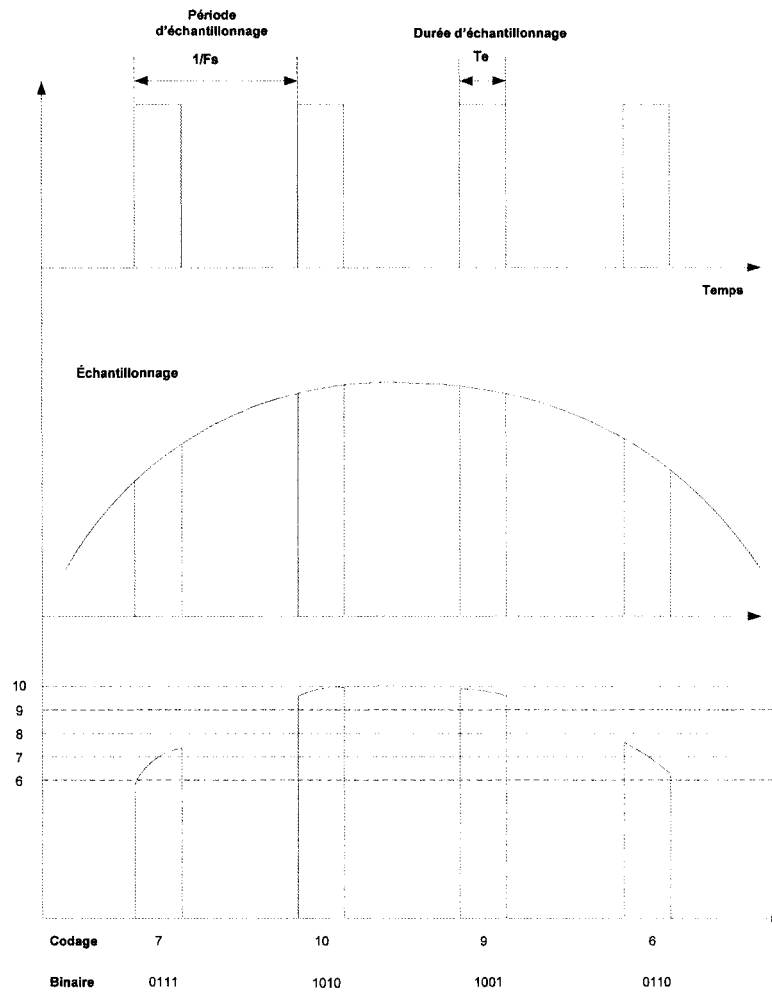 Période
d'échantillonnage
1/Fs
Durée d'échantillonnage
Te
Temps
Échantillonnage
10
9
8
7
6
Codage 7 10 9 6
Binaire 0111 1010 1001 0110